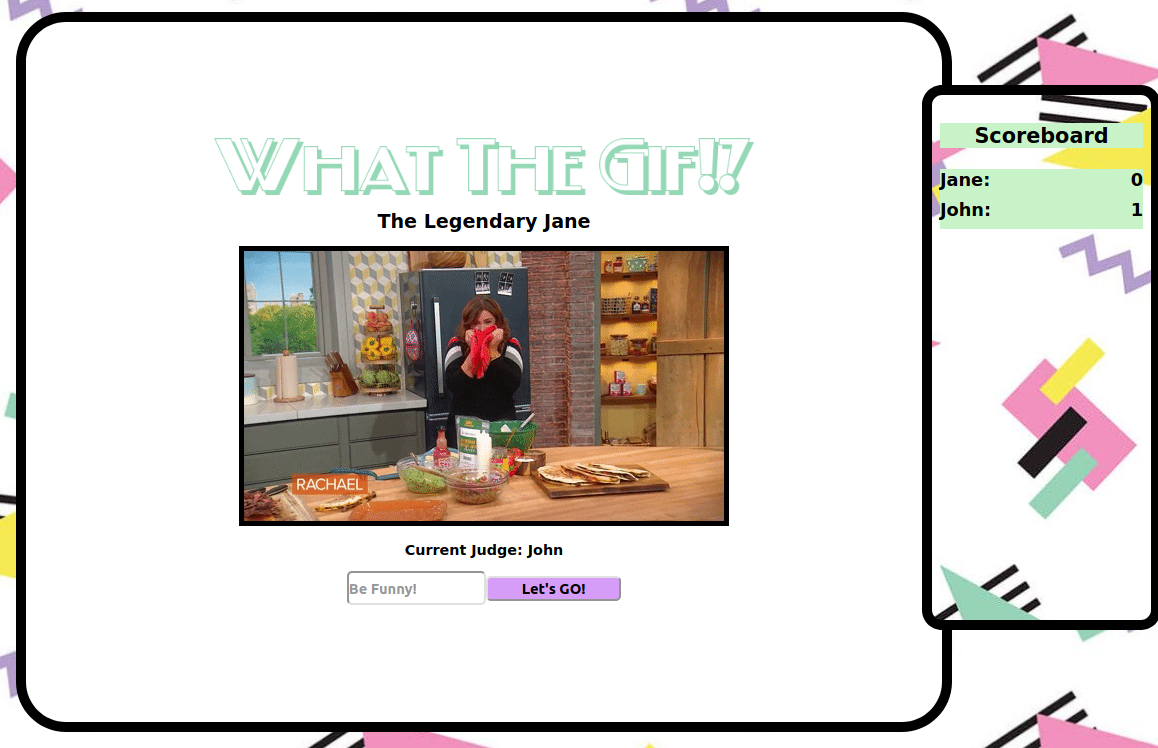 What The Gif!?
The Legendary Jane
RACHAEL
Current Judge: John
Be Funny!
Let's GO!
Scoreboard
Jane: 0
John: 1